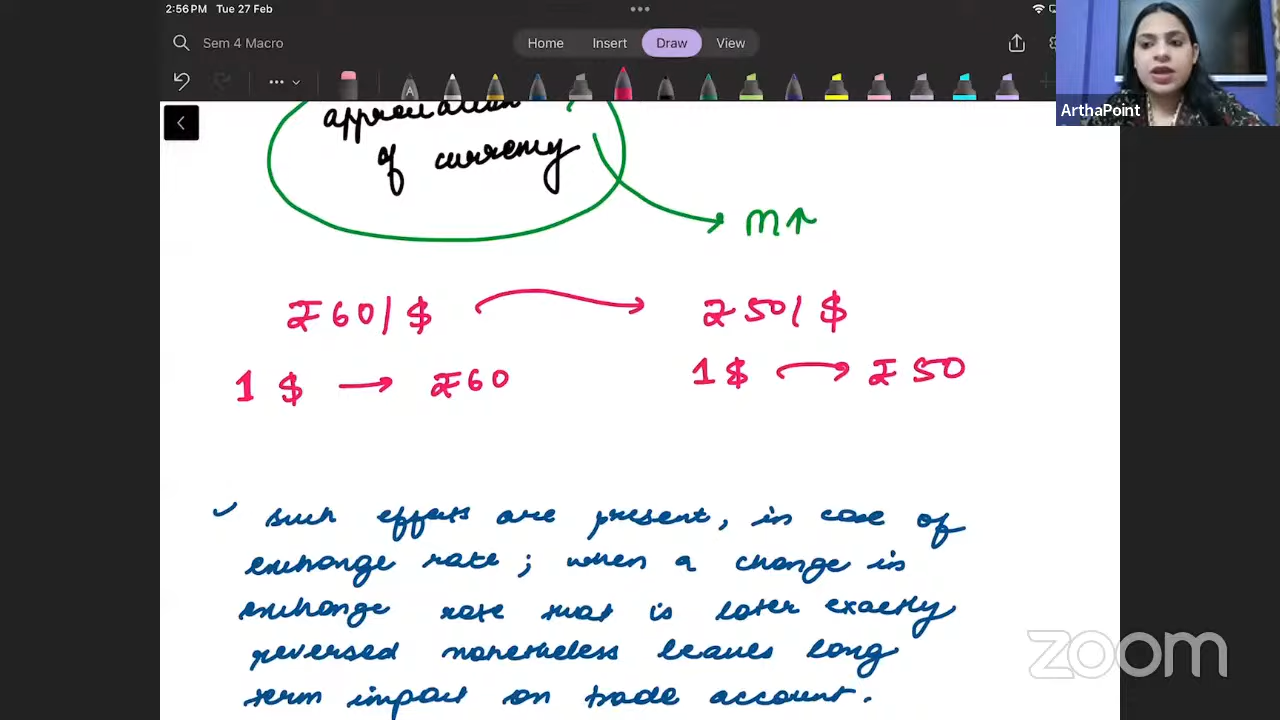 2:56 PM Tue 27 Feb
Sem 4 Macro
Home Insert Draw View
A
ArthaPoint
appreciation
of currency
m↑
₹60/$ → ₹50/$
1 $ → ₹60 1 $ → ₹50
✓ Such effects are present, in case of
exchange rate; when a change in
exchange rate that is later exactly
reversed nonetheless leaves long
term impact on trade account.
zoom